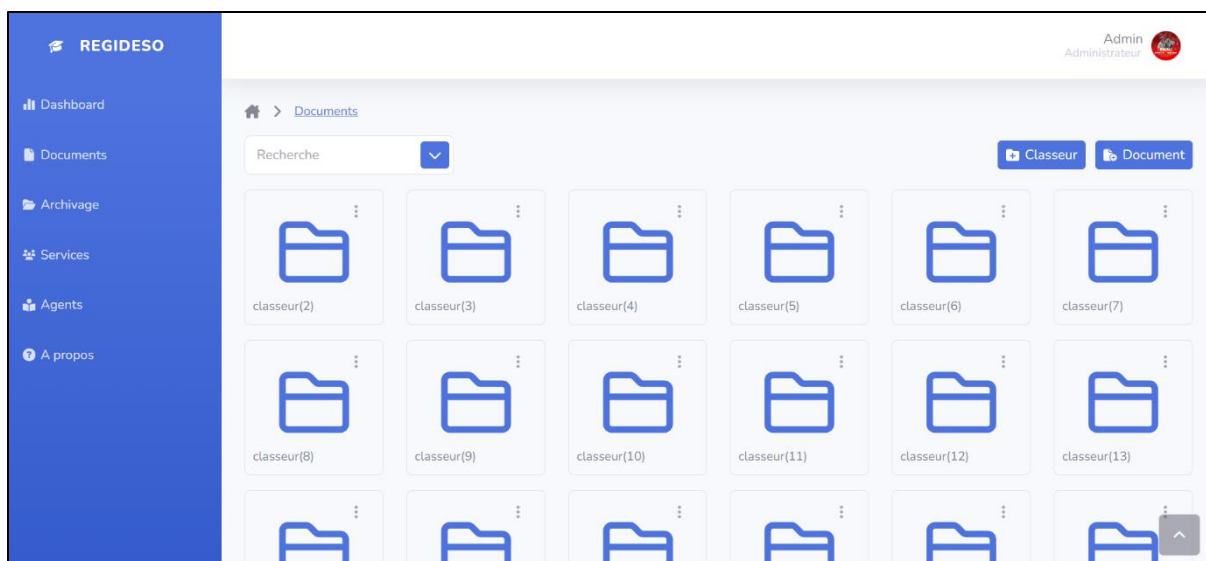 REGIDESO
Admin
Administrateur
Dashboard
Documents
Archivage
Services
Agents
A propos
Documents
Recherche
Classeur
Document
classeur(2) classeur(3) classeur(4) classeur(5) classeur(6) classeur(7)
classeur(8) classeur(9) classeur(10) classeur(11) classeur(12) classeur(13)